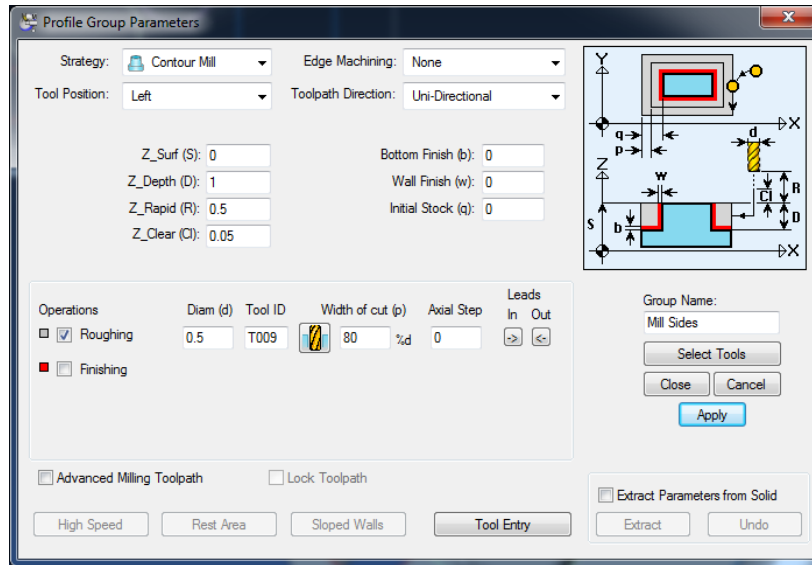 Profile Group Parameters
x
Strategy: Contour Mill Edge Machining: None
Tool Position: Left Toolpath Direction: Uni-Directional
Z_Surf (S): 0 Bottom Finish (b): 0
Z_Depth (D): 1 Wall Finish (w): 0
Z_Rapid (R): 0.5 Initial Stock (q): 0
Z_Clear (Cl): 0.05
Y
X
q
p
d
Z
w
R
Cl
D
S
b
X
Leads
Operations Diam (d) Tool ID Width of cut (p) Axial Step In Out
Roughing 0.5 T009 80 %d 0 -> <-
Finishing
Group Name:
Mill Sides
Select Tools
Close Cancel
Apply
Advanced Milling Toolpath Lock Toolpath
High Speed Rest Area Sloped Walls Tool Entry
Extract Parameters from Solid
Extract Undo